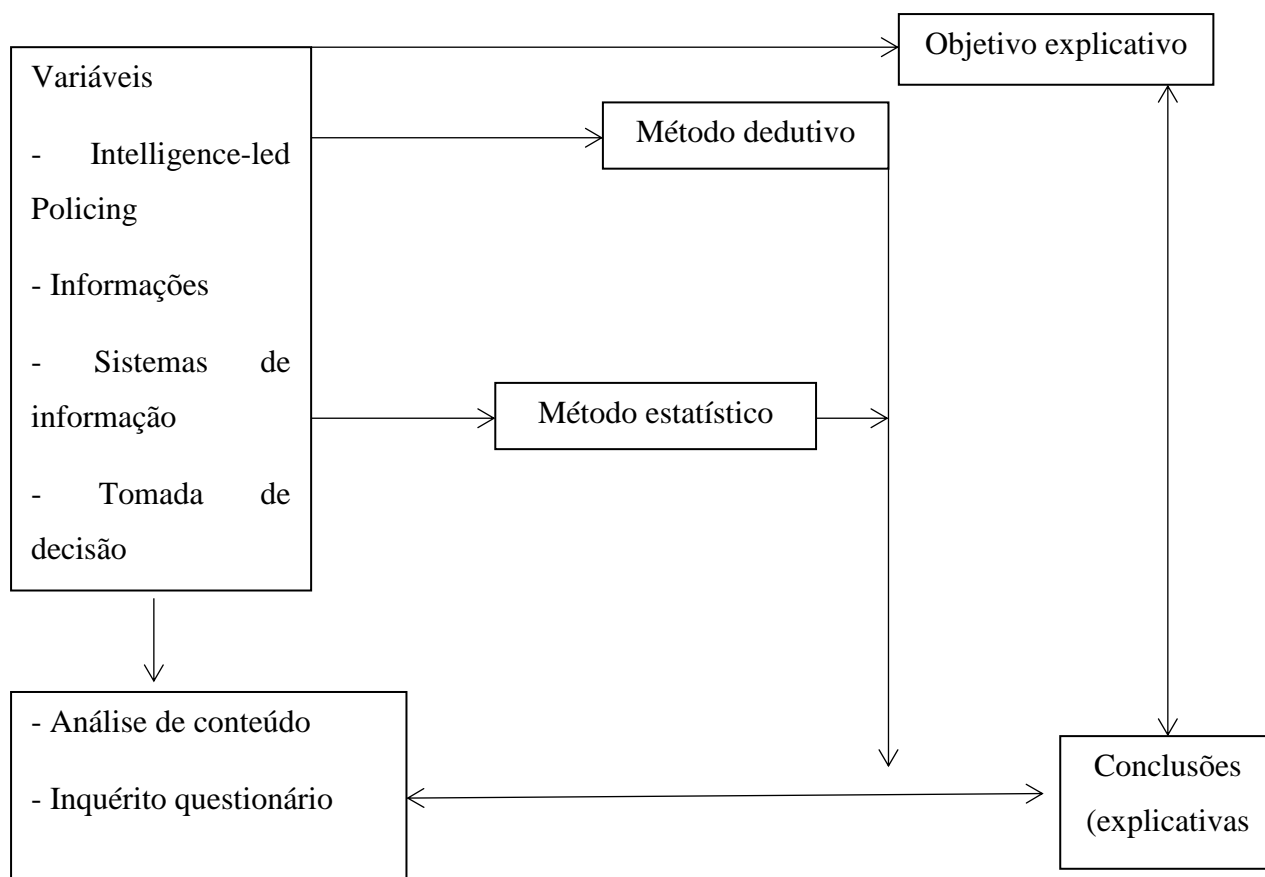 Objetivo explicativo
Variáveis
- Intelligence-led
Policing
- Informações
- Sistemas de
informação
- Tomada de
decisão
Método dedutivo
Método estatístico
- Análise de conteúdo
- Inquérito questionário
Conclusões
(explicativas